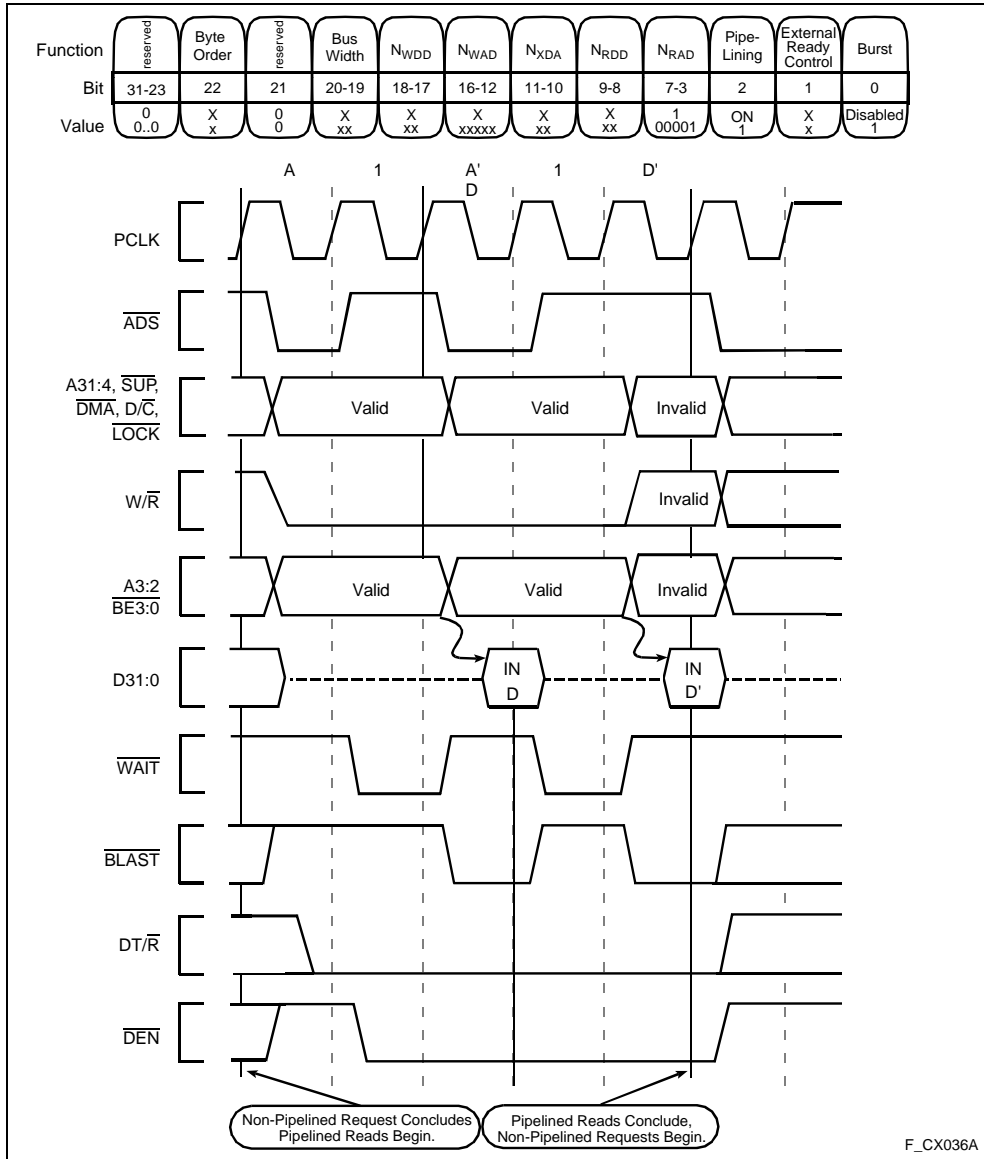 Function reserved Byte Order reserved Bus Width NWDD NWAD NXDA NRDD NRAD Pipe-Lining External Ready Control Burst
Bit 31-23 22 21 20-19 18-17 16-12 11-10 9-8 7-3 2 1 0
Value 0 X 0 X X X X X 1 ON X Disabled
0..0 x 0 xx xx xxxxx xx xx 00001 1 x 1
A 1 A' 1 D'
D
PCLK
ADS
A31:4, SUP,
DMA, D/C,
LOCK
Valid Valid Invalid
W/R Invalid
A3:2
BE3:0
Valid Valid Invalid
D31:0
IN IN
D D'
WAIT
BLAST
DT/R
DEN
Non-Pipelined Request Concludes
Pipelined Reads Begin.
Pipelined Reads Conclude,
Non-Pipelined Requests Begin.
F_CX036A